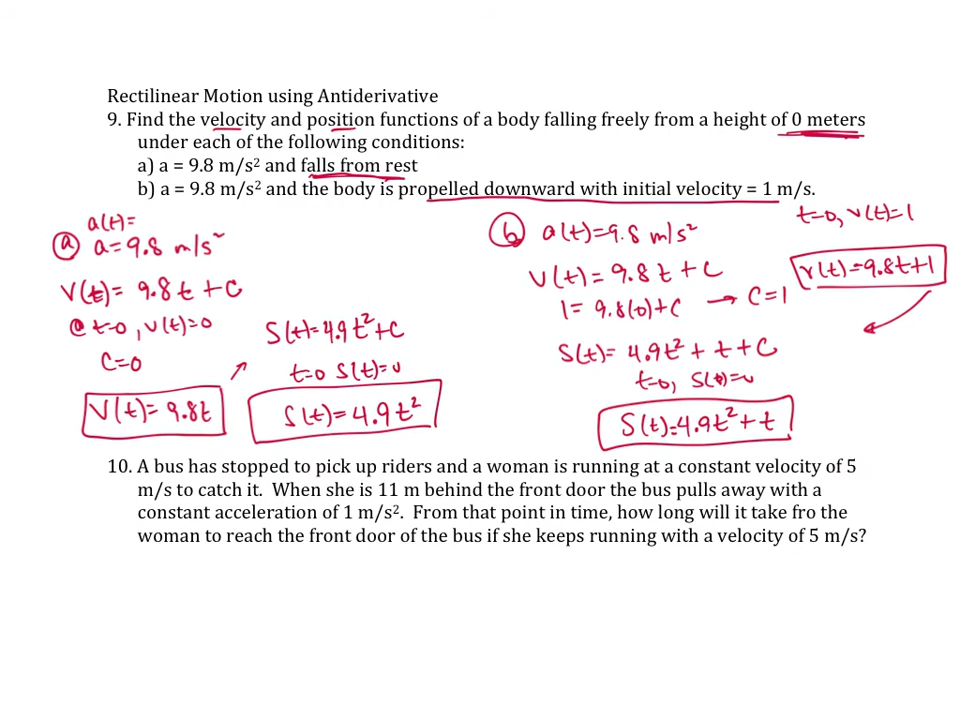 Rectilinear Motion using Antiderivative
9. Find the velocity and position functions of a body falling freely from a height of 0 meters
under each of the following conditions:
a) a = 9.8 m/s² and falls from rest
b) a = 9.8 m/s² and the body is propelled downward with initial velocity = 1 m/s.
a(t)=
ⓐ a=9.8 m/s²
V(t)= 9.8t+C
@ t=0, v(t)=0
C=0
V(t)= 9.8t
S(t)=4.9t²+C
t=0 S(t)=0
S(t)=4.9t²
ⓑ a(t)=9.8 m/s²
t=0, v(t)=1
V(t)= 9.8t+C
1= 9.8(0)+C → C=1
v(t)=9.8t+1
S(t)= 4.9t²+t+C
t=0, S(t)=0
S(t)=4.9t²+t
10. A bus has stopped to pick up riders and a woman is running at a constant velocity of 5
m/s to catch it. When she is 11 m behind the front door the bus pulls away with a
constant acceleration of 1 m/s². From that point in time, how long will it take fro the
woman to reach the front door of the bus if she keeps running with a velocity of 5 m/s?